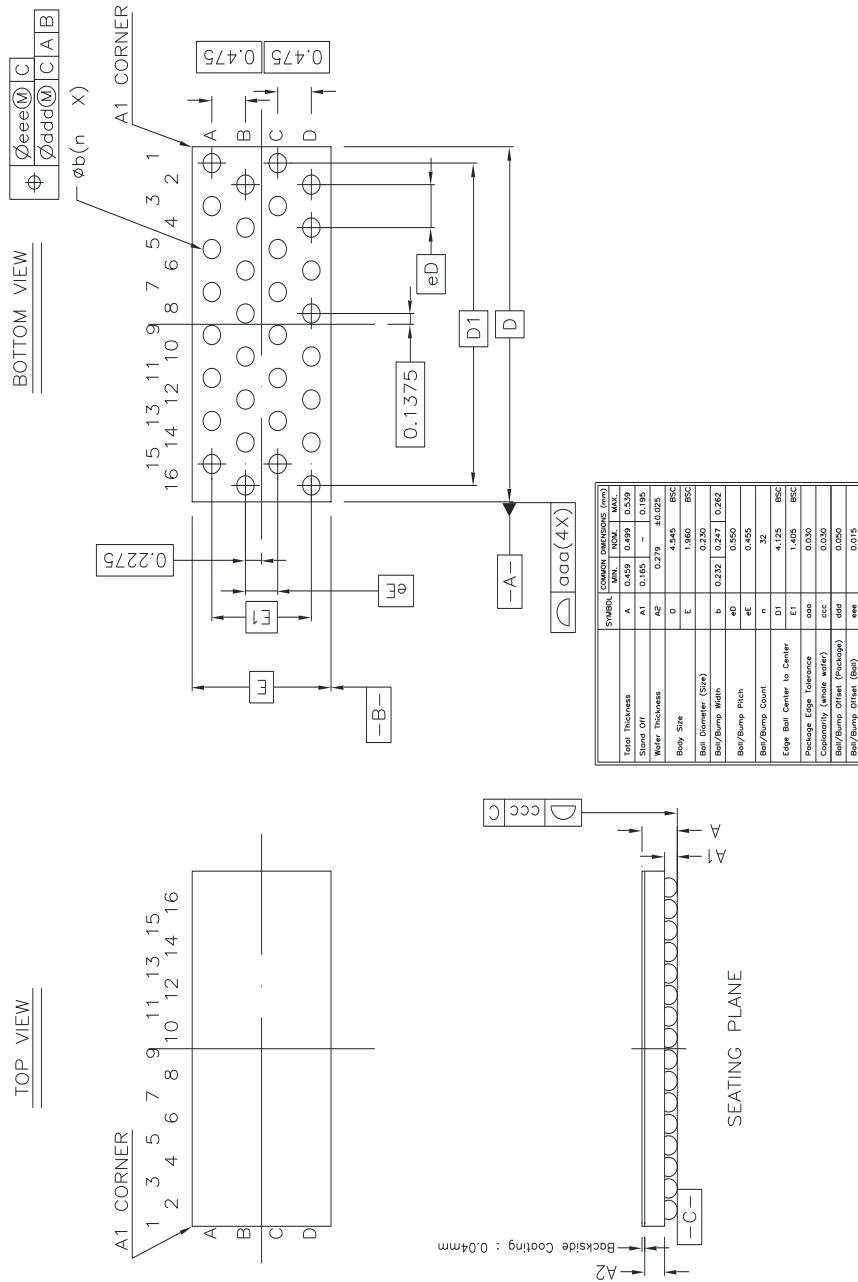 TOP VIEW
A1 CORNER
1 2 3 4 5 6 7 8 9 10 11 12 13 14 15 16
A
B
C
D
BOTTOM VIEW
16 15 14 13 12 11 10 9 8 7 6 5 4 3 2 1
A
B
C
D
A1 CORNER
øb(n X)
⌖ Øeee Ⓜ C
Øddd Ⓜ C A B
0.475
0.475
0.2275
E
E1
eE
eD
0.1375
D1
D
-A-
-B-
⌓ aaa(4X)
Backside Coating : 0.04mm
A2
-C-
SEATING PLANE
A1
A
⌓ ccc C
SYMBOL COMMON DIMENSIONS (mm)
MIN. NOM. MAX.
Total Thickness A 0.459 0.499 0.539
Stand Off A1 0.165 - 0.195
Wafer Thickness A2 0.279 ±0.025
Body Size D 4.545 BSC
E 1.960 BSC
Ball Diameter (Size) 0.230
Ball/Bump Width b 0.232 0.247 0.262
Ball/Bump Pitch eD 0.550
eE 0.455
Ball/Bump Count n 32
Edge Ball Center to Center D1 4.125 BSC
E1 1.405 BSC
Package Edge Tolerance aaa 0.030
Coplanarity (whole wafer) ccc 0.030
Ball/Bump Offset (Package) ddd 0.050
Ball/Bump Offset (Ball) eee 0.015